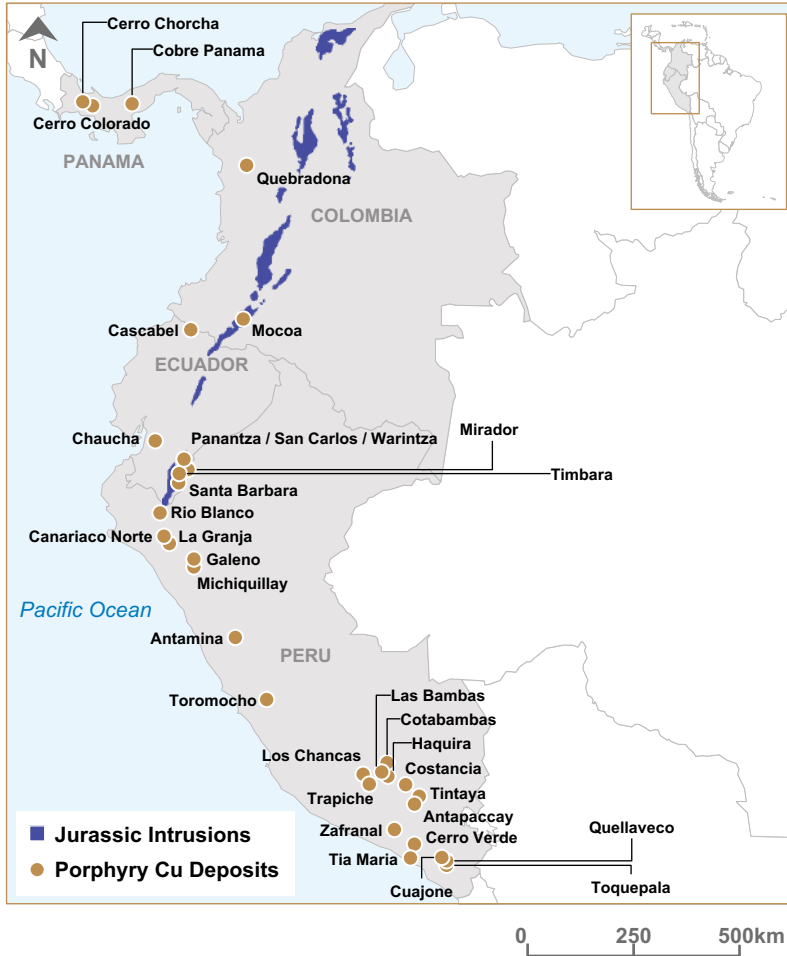 Cerro Chorcha
N
Cobre Panama
Cerro Colorado
PANAMA
Quebradona
COLOMBIA
Cascabel
Mocoa
ECUADOR
Mirador
Chaucha
Panantza / San Carlos / Warintza
Timbara
Santa Barbara
Rio Blanco
Canariaco Norte
La Granja
Galeno
Michiquillay
Pacific Ocean
Antamina
PERU
Las Bambas
Toromocho
Cotabambas
Haquira
Los Chancas
Costancia
Trapiche
Tintaya
Antapaccay
Zafranal
Quellaveco
Jurassic Intrusions
Cerro Verde
Tia Maria
Porphyry Cu Deposits
Cuajone
Toquepala
0 250 500km